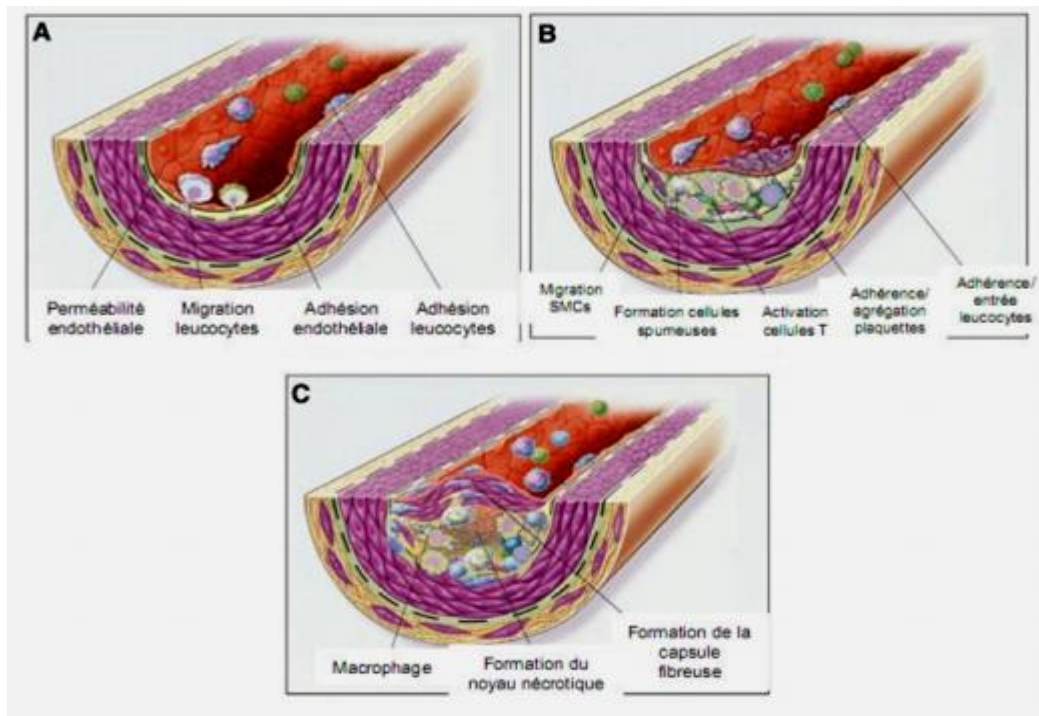 A
Perméabilité
endothéliale
Migration
leucocytes
Adhésion
endothéliale
Adhésion
leucocytes
B
Migration
SMCs
Formation cellules
spumeuses
Activation
cellules T
Adhérence/
agrégation
plaquettes
Adhérence/
entrée
leucocytes
C
Macrophage
Formation du
noyau nécrotique
Formation de la
capsule
fibreuse